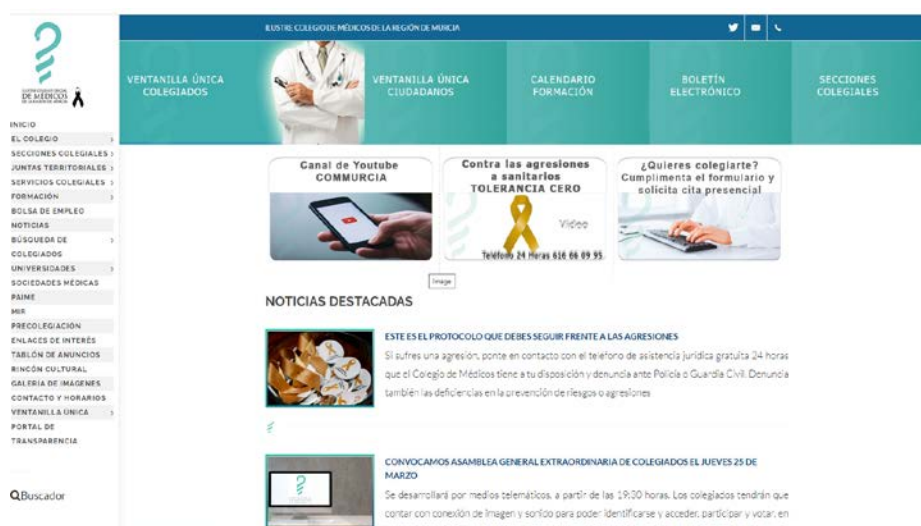 ILUSTRE COLEGIO DE MÉDICOS DE LA REGIÓN DE MURCIA
DE MÉDICOS
INICIO
EL COLEGIO
SECCIONES COLEGIALES
JUNTAS TERRITORIALES
SERVICIOS COLEGIALES
FORMACIÓN
BOLSA DE EMPLEO
NOTICIAS
BÚSQUEDA DE
COLEGIADOS
UNIVERSIDADES
SOCIEDADES MÉDICAS
PAIME
MIR
PRECOLEGIACIÓN
ENLACES DE INTERÉS
TABLÓN DE ANUNCIOS
RINCÓN CULTURAL
GALERÍA DE IMÁGENES
CONTACTO Y HORARIOS
VENTANILLA ÚNICA
PORTAL DE
TRANSPARENCIA
Buscador
VENTANILLA ÚNICA
COLEGIADOS
VENTANILLA ÚNICA
CIUDADANOS
CALENDARIO
FORMACIÓN
BOLETÍN
ELECTRÓNICO
SECCIONES
COLEGIALES
Canal de Youtube
COMMURCIA
Contra las agresiones
a sanitarios
TOLERANCIA CERO
Video
Teléfono 24 Horas 616 66 09 95
¿Quieres colegiarte?
Cumplimenta el formulario y
solicita cita presencial
Image
NOTICIAS DESTACADAS
ESTE ES EL PROTOCOLO QUE DEBES SEGUIR FRENTE A LAS AGRESIONES
Si sufres una agresión, ponte en contacto con el teléfono de asistencia jurídica gratuita 24 horas
que el Colegio de Médicos tiene a tu disposición y denuncia ante Policía o Guardia Civil. Denuncia
también las deficiencias en la prevención de riesgos o agresiones
CONVOCAMOS ASAMBLEA GENERAL EXTRAORDINARIA DE COLEGIADOS EL JUEVES 25 DE
MARZO
Se desarrollará por medios telemáticos, a partir de las 19:30 horas. Los colegiados tendrán que
contar con conexión de imagen y sonido para poder identificarse y acceder, participar y votar, en